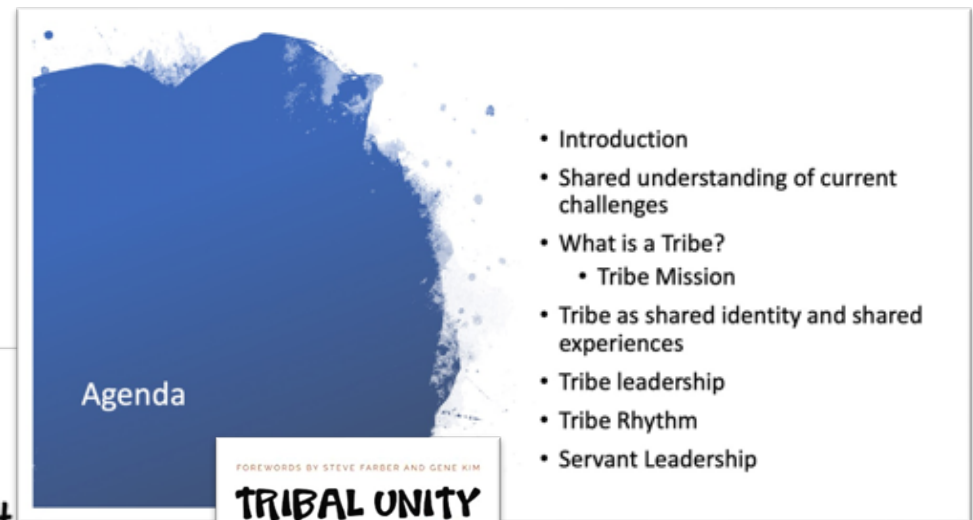 Agenda
• Introduction
• Shared understanding of current
challenges
• What is a Tribe?
• Tribe Mission
• Tribe as shared identity and shared
experiences
• Tribe leadership
• Tribe Rhythm
• Servant Leadership
FOREWORDS BY STEVE FARBER AND GENE KIM
TRIBAL UNITY